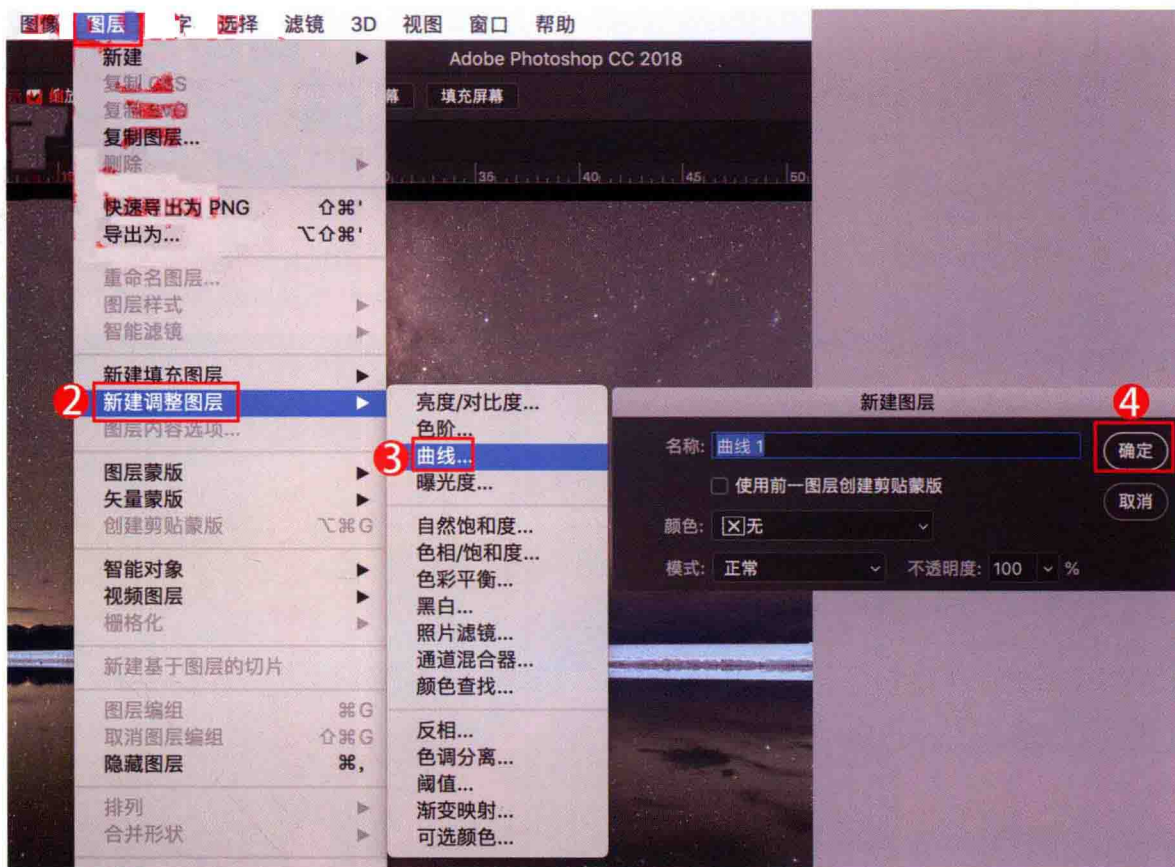 图像 图层 字 选择 滤镜 3D 视图 窗口 帮助
Adobe Photoshop CC 2018
填充屏幕
35 40 45 50
新建
复制 CSS
复制 SVG
复制图层...
删除
快速导出为 PNG ⇧⌘'
导出为... ⌥⇧⌘'
重命名图层...
图层样式
智能滤镜
新建填充图层
2 新建调整图层
图层内容选项...
图层蒙版
矢量蒙版
创建剪贴蒙版 ⌥⌘G
智能对象
视频图层
栅格化
新建基于图层的切片
图层编组 ⌘G
取消图层编组 ⇧⌘G
隐藏图层 ⌘,
排列
合并形状
亮度/对比度...
色阶...
3 曲线...
曝光度...
自然饱和度...
色相/饱和度...
色彩平衡...
黑白...
照片滤镜...
通道混合器...
颜色查找...
反相...
色调分离...
阈值...
渐变映射...
可选颜色...
新建图层
4
名称: 曲线 1
确定
使用前一图层创建剪贴蒙版
取消
颜色: 无
模式: 正常 不透明度: 100 %